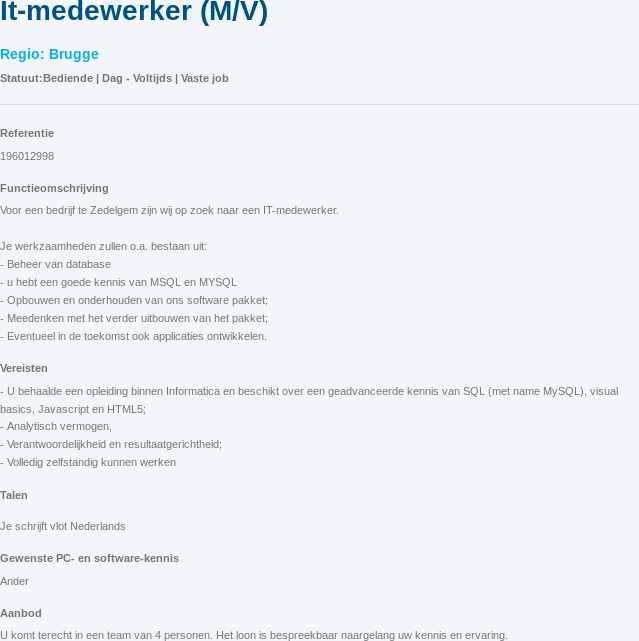 It-medewerker (M/V)
Regio: Brugge
Statuut:Bediende | Dag - Voltijds | Vaste job
Referentie
196012998
Functieomschrijving
Voor een bedrijf te Zedelgem zijn wij op zoek naar een IT-medewerker.
Je werkzaamheden zullen o.a. bestaan uit:
- Beheer van database
- u hebt een goede kennis van MSQL en MYSQL
- Opbouwen en onderhouden van ons software pakket;
- Meedenken met het verder uitbouwen van het pakket;
- Eventueel in de toekomst ook applicaties ontwikkelen.
Vereisten
- U behaalde een opleiding binnen Informatica en beschikt over een geadvanceerde kennis van SQL (met name MySQL), visual
basics, Javascript en HTML5;
- Analytisch vermogen,
- Verantwoordelijkheid en resultaatgerichtheid;
- Volledig zelfstandig kunnen werken
Talen
Je schrijft vlot Nederlands
Gewenste PC- en software-kennis
Ander
Aanbod
U komt terecht in een team van 4 personen. Het loon is bespreekbaar naargelang uw kennis en ervaring.